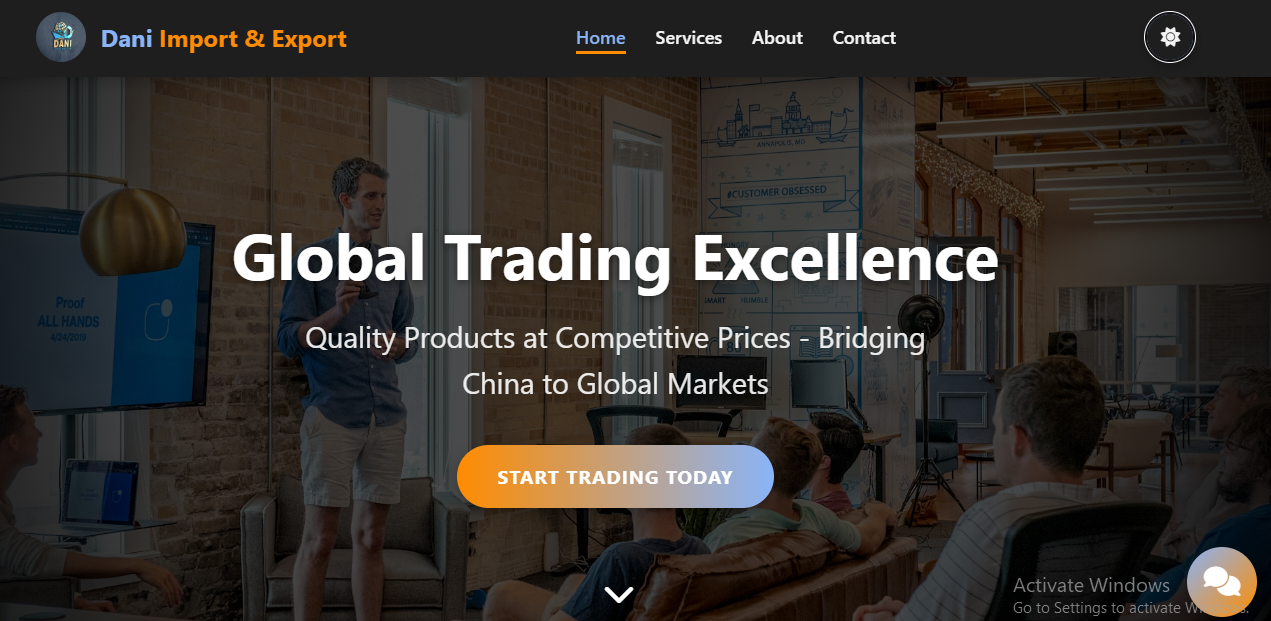 DANI
Dani Import & Export
Home
Services
About
Contact
ANNAPOLIS, MD
#CUSTOMER OBSESSED
Proof
ALL HANDS
4/24/2019
Global Trading Excellence
SMART
HUMBLE
Quality Products at Competitive Prices - Bridging
China to Global Markets
START TRADING TODAY
Activate Windows
Go to Settings to activate